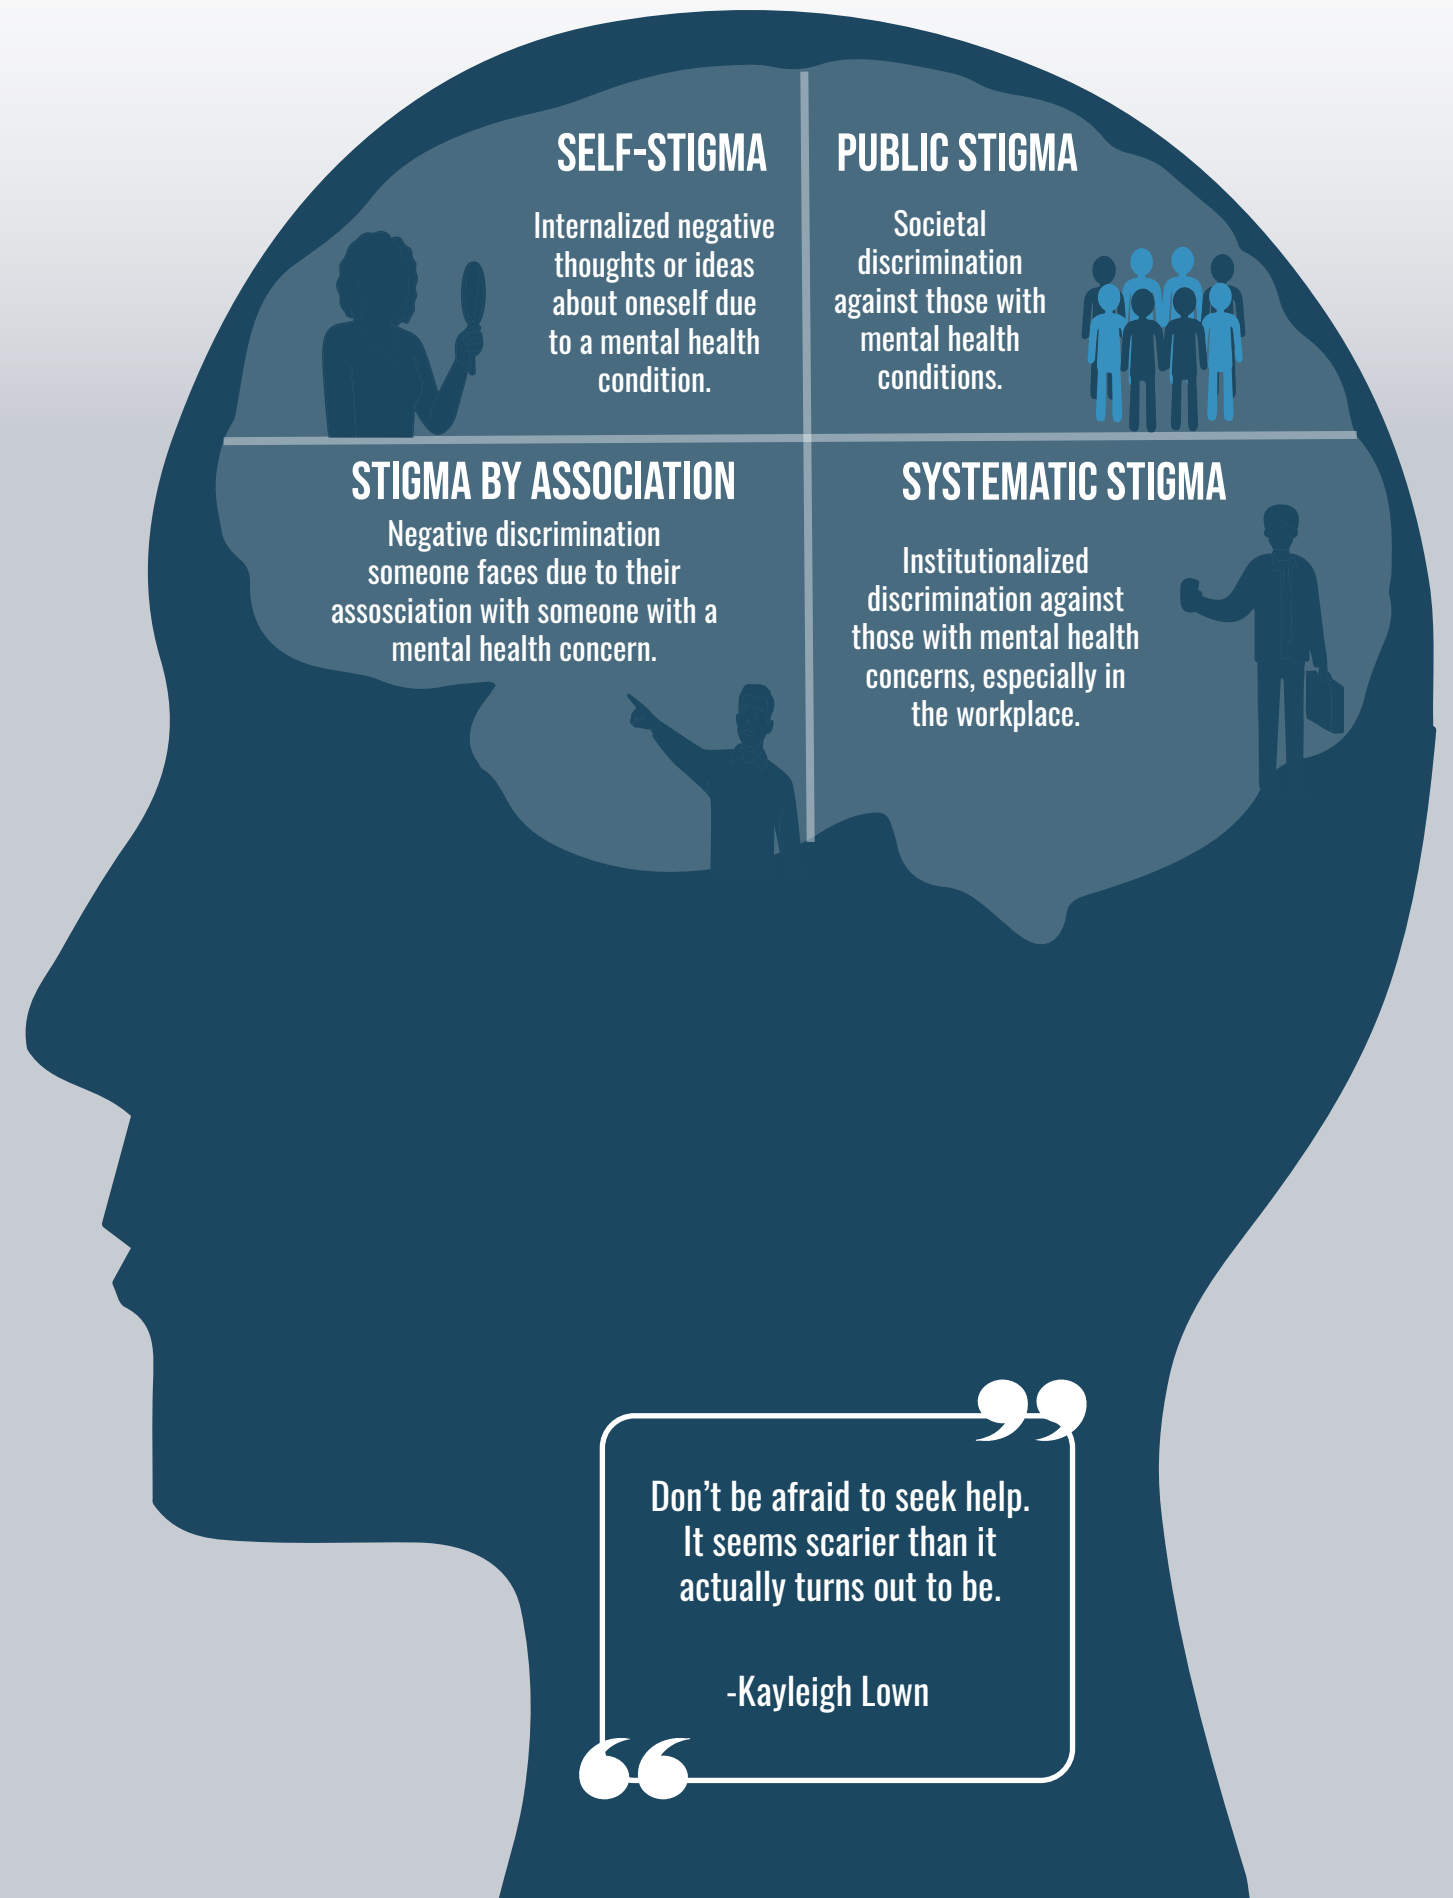 SELF-STIGMA
Internalized negative
thoughts or ideas
about oneself due
to a mental health
condition.
PUBLIC STIGMA
Societal
discrimination
against those with
mental health
conditions.
STIGMA BY ASSOCIATION
Negative discrimination
someone faces due to their
assosciation with someone with a
mental health concern.
SYSTEMATIC STIGMA
Institutionalized
discrimination against
those with mental health
concerns, especially in
the workplace.
”
Don’t be afraid to seek help.
It seems scarier than it
actually turns out to be.
-Kayleigh Lown
“